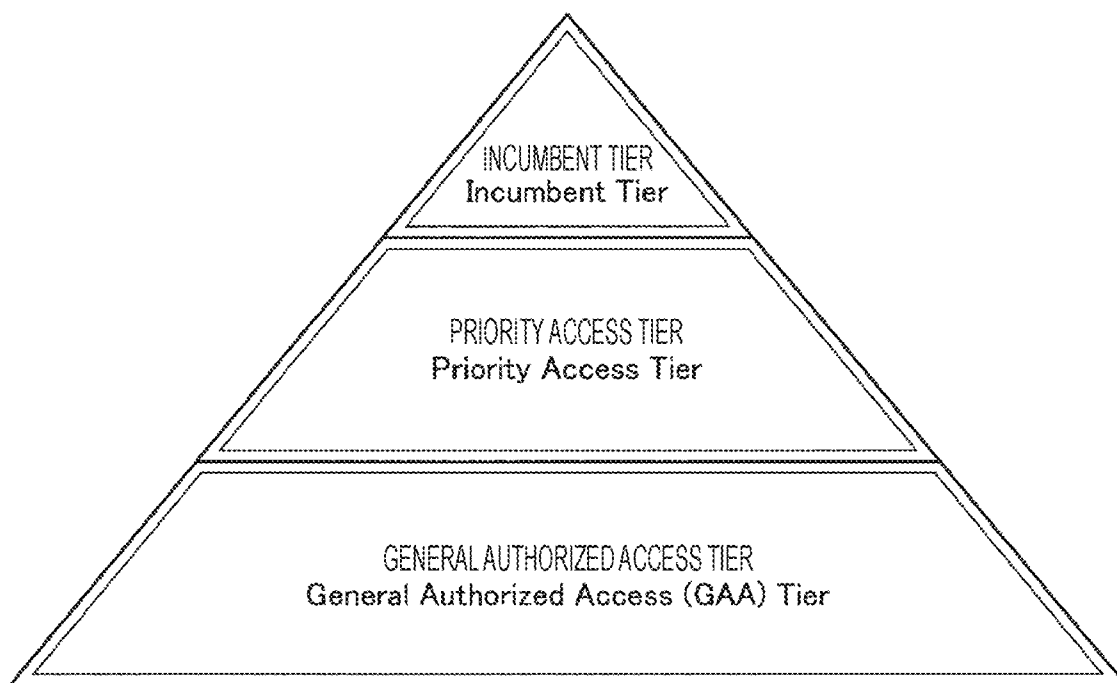 INCUMBENT TIER
Incumbent Tier
PRIORITY ACCESS TIER
Priority Access Tier
GENERAL AUTHORIZED ACCESS TIER
General Authorized Access (GAA) Tier